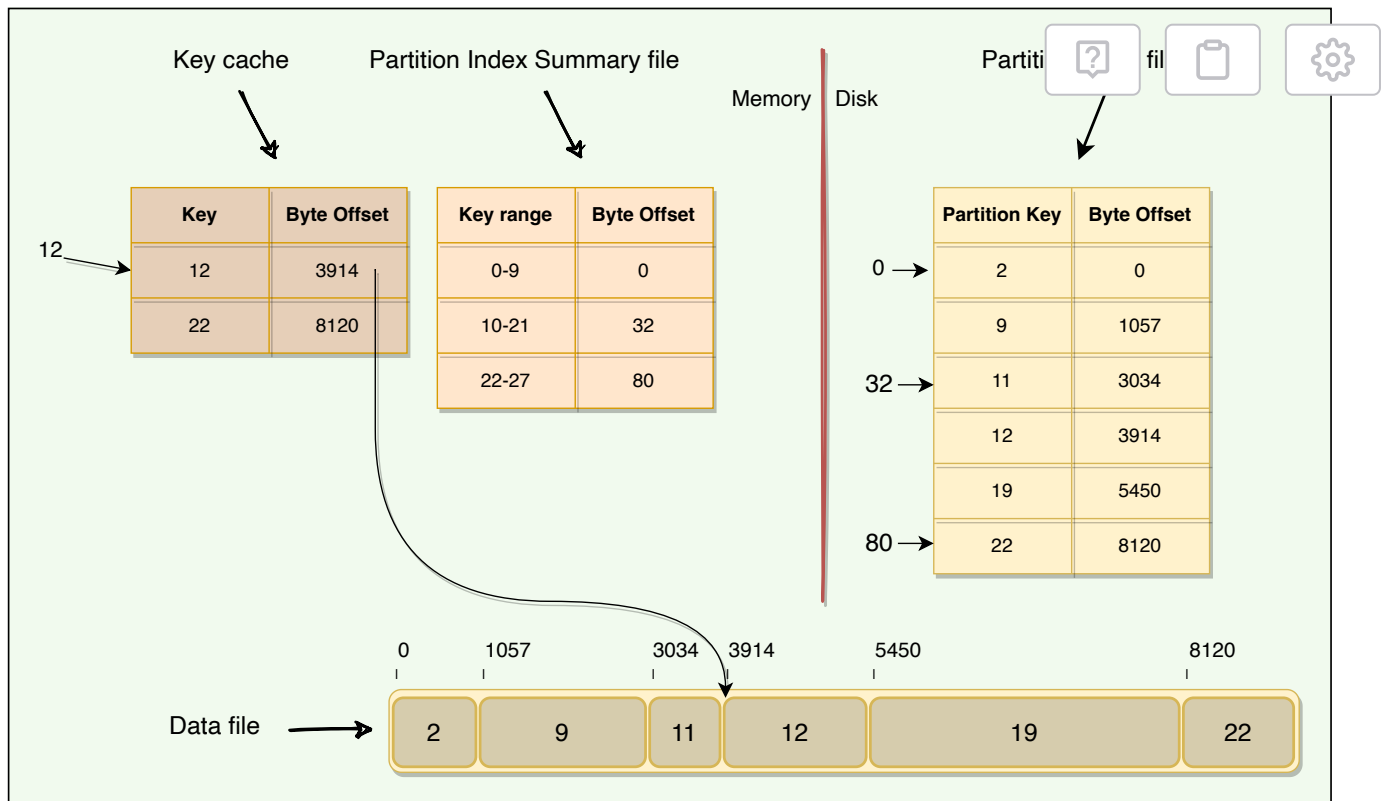 Key cache
Partition Index Summary file
Memory
Disk
Key Byte Offset
12
12 3914
22 8120
Key range Byte Offset
0-9 0
10-21 32
22-27 80
Partition Key Byte Offset
0
2 0
9 1057
32
11 3034
12 3914
19 5450
80
22 8120
0 1057 3034 3914 5450 8120
Data file
2 9 11 12 19 22